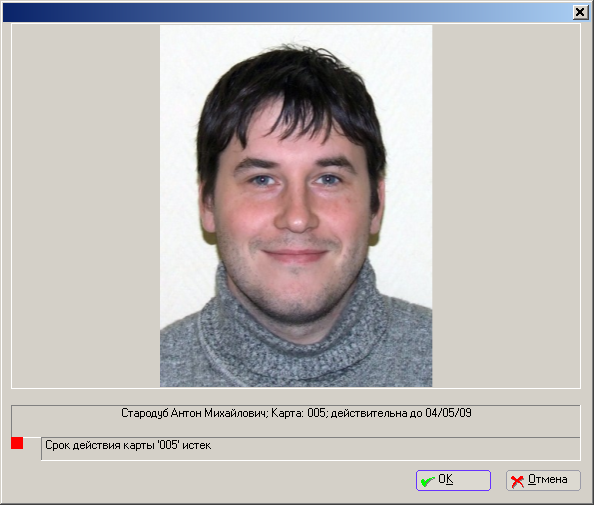 Стародуб Антон Михайлович; Карта: 005; действительна до 04/05/09
Срок действия карты '005' истек
OK
Отмена